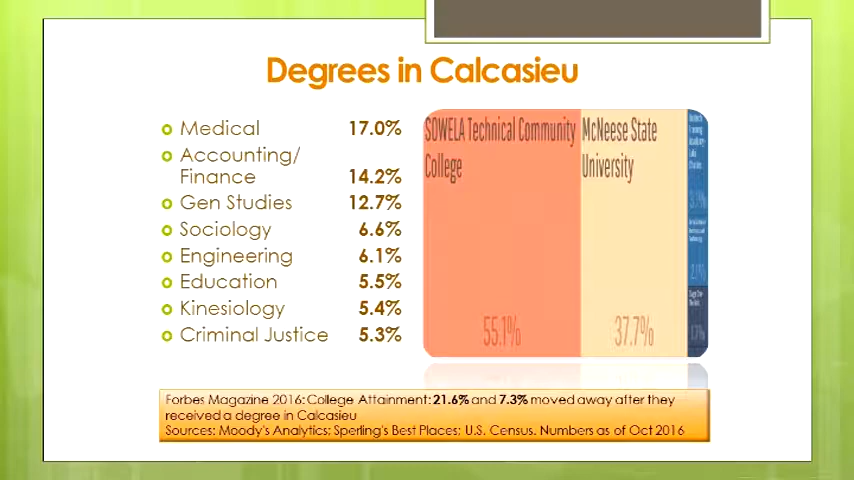 Degrees in Calcasieu
Medical 17.0%
Accounting/
Finance 14.2%
Gen Studies 12.7%
Sociology 6.6%
Engineering 6.1%
Education 5.5%
Kinesiology 5.4%
Criminal Justice 5.3%
SOWELA Technical Community
College
55.1%
McNeese State
University
37.7%
Forbes Magazine 2016: College Attainment: 21.6% and 7.3% moved away after they
received a degree in Calcasieu
Sources: Moody's Analytics; Sperling's Best Places; U.S. Census. Numbers as of Oct 2016